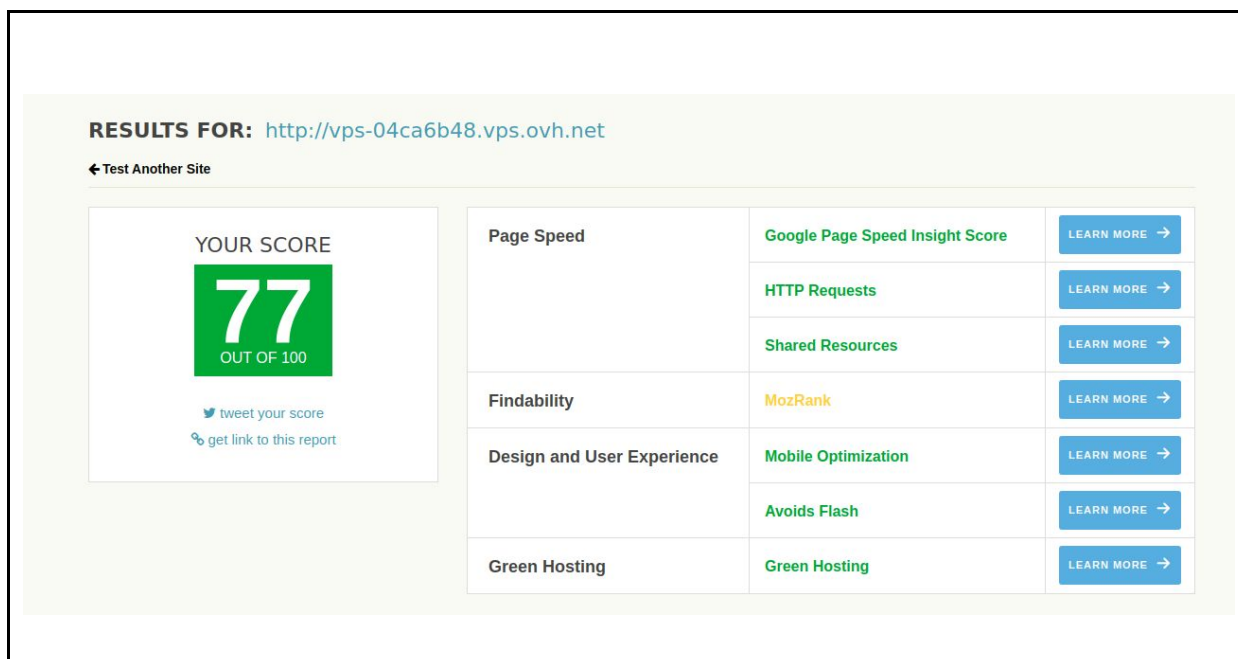 RESULTS FOR: http://vps-04ca6b48.vps.ovh.net
Test Another Site
YOUR SCORE
77
OUT OF 100
tweet your score
get link to this report
Page Speed
Google Page Speed Insight Score
LEARN MORE
HTTP Requests
LEARN MORE
Shared Resources
LEARN MORE
Findability
MozRank
LEARN MORE
Design and User Experience
Mobile Optimization
LEARN MORE
Avoids Flash
LEARN MORE
Green Hosting
Green Hosting
LEARN MORE